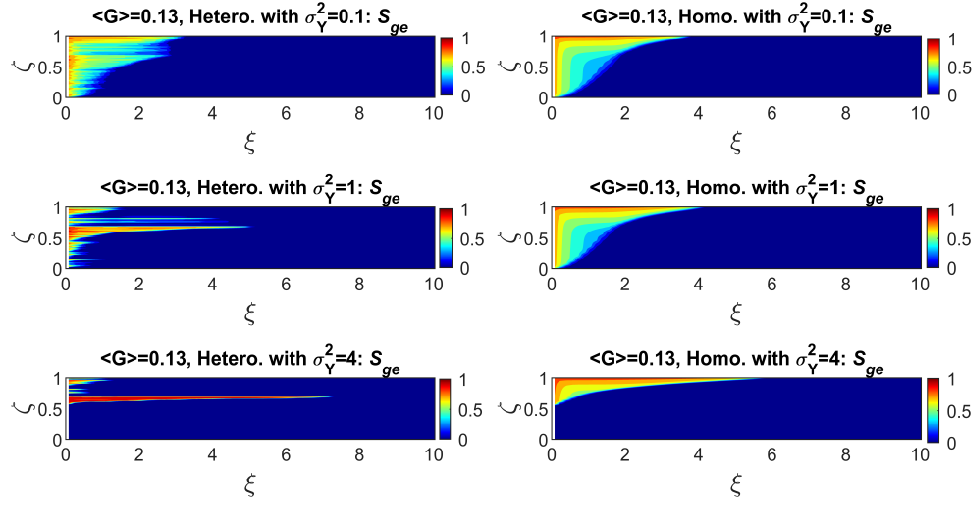 <G>=0.13, Hetero. with σ_Y^2=0.1: S_ge
1
0.5
0
ζ
0 2 4 6 8 10
ξ
1
0.5
0
<G>=0.13, Homo. with σ_Y^2=0.1: S_ge
1
0.5
0
ζ
0 2 4 6 8 10
ξ
1
0.5
0
<G>=0.13, Hetero. with σ_Y^2=1: S_ge
1
0.5
0
ζ
0 2 4 6 8 10
ξ
1
0.5
0
<G>=0.13, Homo. with σ_Y^2=1: S_ge
1
0.5
0
ζ
0 2 4 6 8 10
ξ
1
0.5
0
<G>=0.13, Hetero. with σ_Y^2=4: S_ge
1
0.5
0
ζ
0 2 4 6 8 10
ξ
1
0.5
0
<G>=0.13, Homo. with σ_Y^2=4: S_ge
1
0.5
0
ζ
0 2 4 6 8 10
ξ
1
0.5
0